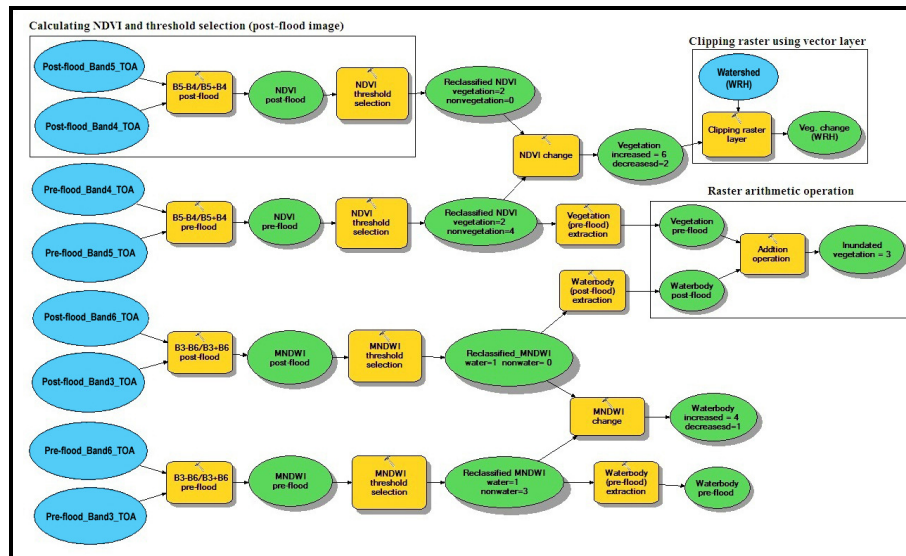 Calculating NDVI and threshold selection (post-flood image)
Post-flood_Band5_TOA
Post-flood_Band4_TOA
B5-B4/B5+B4
post-flood
NDVI
post-flood
NDVI
threshold
selection
Reclassified NDVI
vegetation=2
nonvegetation=0
NDVI change
Vegetation
increased = 6
decreasesd=2
Clipping raster using vector layer
Watershed
(WRH)
Clipping raster
layer
Veg. change
(WRH)
Pre-flood_Band4_TOA
Pre-flood_Band5_TOA
B5-B4/B5+B4
pre-flood
NDVI
pre-flood
NDVI
threshold
selection
Reclassified NDVI
vegetation=2
nonvegetation=4
Vegetation
(pre-flood)
extraction
Raster arithmetic operation
Vegetation
pre-flood
Waterbody
post-flood
Addtion
operation
Inundated
vegetation = 3
Waterbody
(post-flood)
extraction
Post-flood_Band6_TOA
Post-flood_Band3_TOA
B3-B6/B3+B6
post-flood
MNDWI
post-flood
MNDWI
threshold
selection
Reclassified_MNDWI
water=1 nonwater= 0
MNDWI
change
Waterbody
increased = 4
decreasesd=1
Pre-flood_Band6_TOA
Pre-flood_Band3_TOA
B3-B6/B3+B6
pre-flood
MNDWI
pre-flood
MNDWI
threshold
selection
Reclassified MNDWI
water=1
nonwater=3
Waterbody
(pre-flood)
extraction
Waterbody
pre-flood